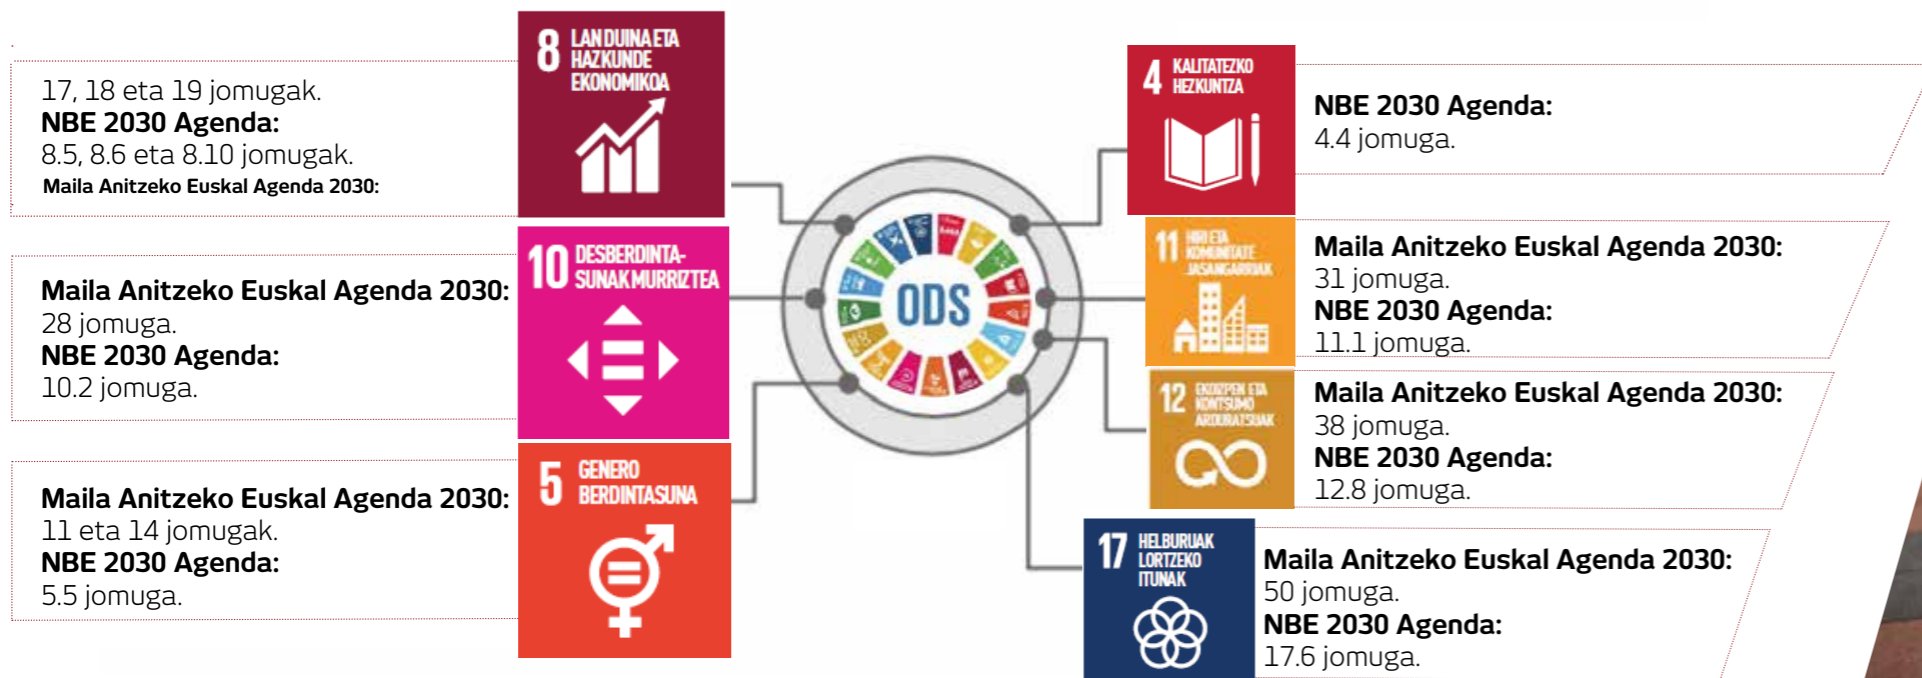 17, 18 eta 19 jomugak.
NBE 2030 Agenda:
8.5, 8.6 eta 8.10 jomugak.
Maila Anitzeko Euskal Agenda 2030:
8 LAN DUINA ETA
HAZKUNDE
EKONOMIKOA
Maila Anitzeko Euskal Agenda 2030:
28 jomuga.
NBE 2030 Agenda:
10.2 jomuga.
10 DESBERDINTA-
SUNAK MURRIZTEA
Maila Anitzeko Euskal Agenda 2030:
11 eta 14 jomugak.
NBE 2030 Agenda:
5.5 jomuga.
5 GENERO
BERDINTASUNA
ODS
4 KALITATEZKO
HEZKUNTZA
NBE 2030 Agenda:
4.4 jomuga.
11 HIRI ETA
KOMUNITATE
JASANGARRIAK
Maila Anitzeko Euskal Agenda 2030:
31 jomuga.
NBE 2030 Agenda:
11.1 jomuga.
12 EKOIZPEN ETA
KONTSUMO
ARDURATSUAK
Maila Anitzeko Euskal Agenda 2030:
38 jomuga.
NBE 2030 Agenda:
12.8 jomuga.
17 HELBURUAK
LORTZEKO
ITUNAK
Maila Anitzeko Euskal Agenda 2030:
50 jomuga.
NBE 2030 Agenda:
17.6 jomuga.